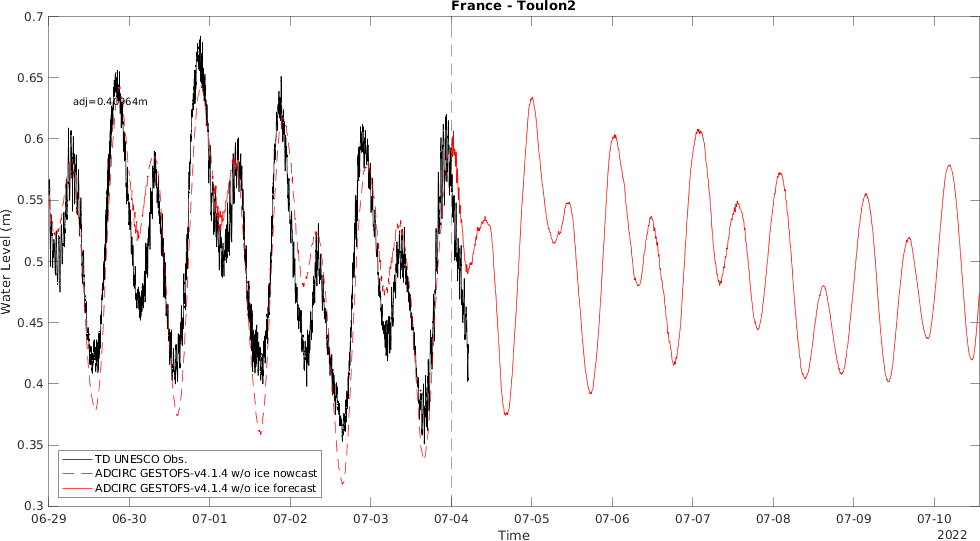 France - Toulon2
0.7
0.65
0.6
0.55
0.5
0.45
0.4
0.35
0.3
Water Level (m)
TD UNESCO Obs.
ADCIRC GESTOFS-v4.1.4 w/o ice nowcast
ADCIRC GESTOFS-v4.1.4 w/o ice forecast
06-29 06-30 07-01 07-02 07-03 07-04 07-05 07-06 07-07 07-08 07-09 07-10
Time
2022